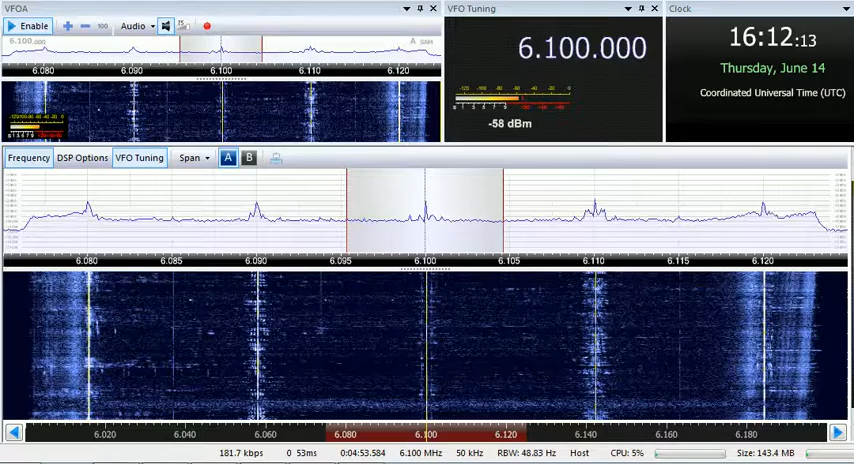 VFOA
VFO Tuning
Clock
Enable
100
Audio
6.100.000
A SAM
6.080 6.090 6.100 6.110 6.120
6.100.000
-58 dBm
16:12:13
Thursday, June 14
Coordinated Universal Time (UTC)
Frequency DSP Options VFO Tuning Span A B
6.080 6.085 6.090 6.095 6.100 6.105 6.110 6.115 6.120
6.020 6.040 6.060 6.080 6.100 6.120 6.140 6.160 6.180
181.7 kbps 0 53ms 0:04:53.584 6.100 MHz 50 kHz RBW: 48.83 Hz Host CPU: 5% Size: 143.4 MB